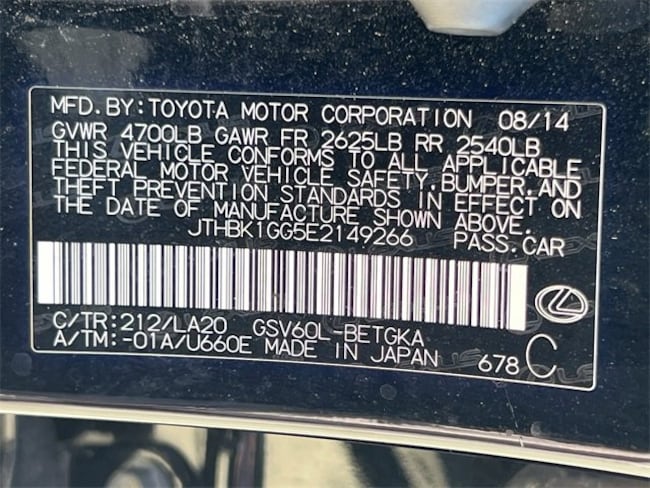 MFD.BY:TOYOTA MOTOR CORPORATION 08/14
GVWR 4700LB GAWR FR 2625LB RR 2540LB
THIS VEHICLE CONFORMS TO ALL APPLICABLE
FEDERAL MOTOR VEHICLE SAFETY,BUMPER,AND
THEFT PREVENTION STANDARDS IN EFFECT ON
THE DATE OF MANUFACTURE SHOWN ABOVE.
JTHBK1GG5E2149266 PASS.CAR
C/TR:212/LA20 GSV60L-BETGKA
A/TM:-01A/U660E MADE IN JAPAN 678 C